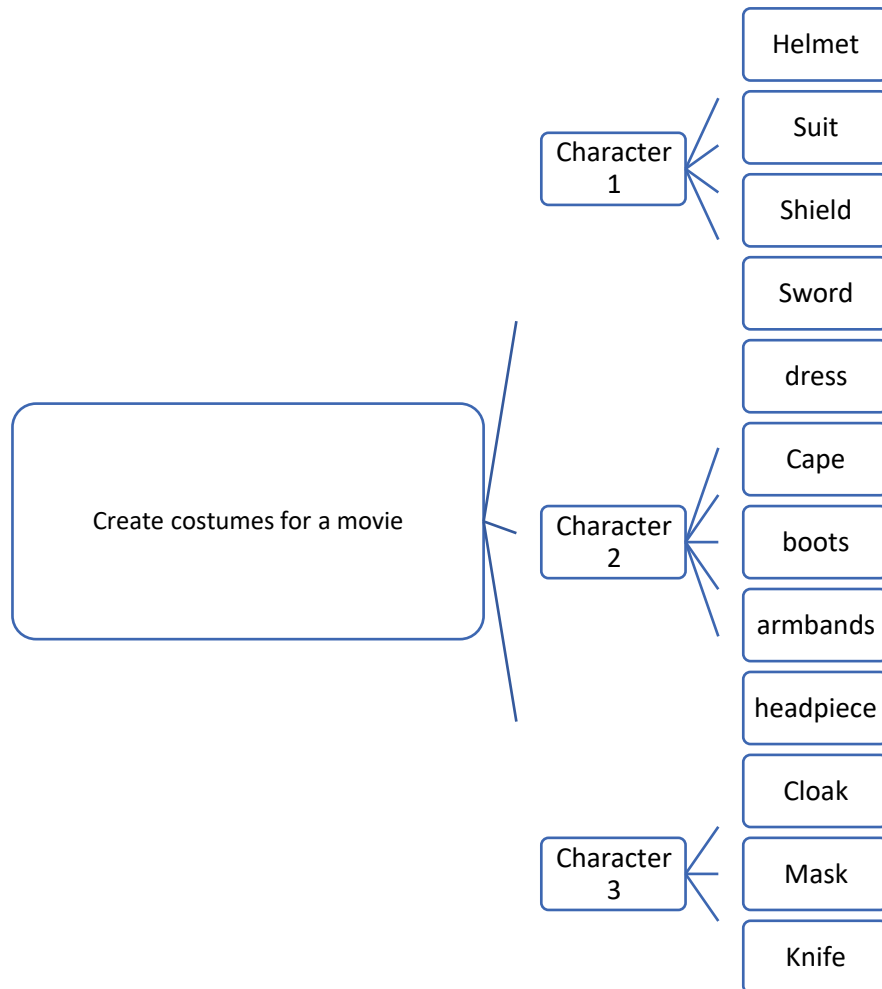 Create costumes for a movie
Character
1
Helmet
Suit
Shield
Sword
Character
2
dress
Cape
boots
armbands
headpiece
Character
3
Cloak
Mask
Knife